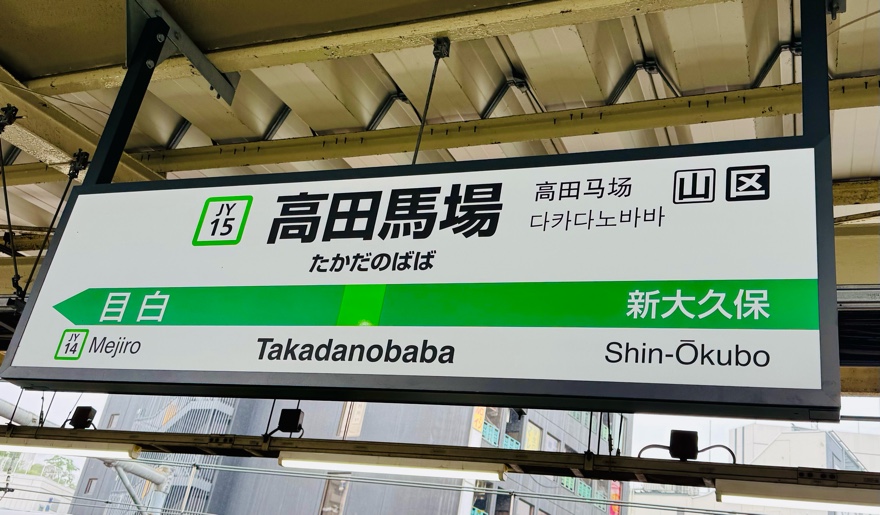 JY
15
高田馬場
たかだのばば
高田马场
다카다노바바
山 区
目白
新大久保
JY
14
Mejiro
Takadanobaba
Shin-Ōkubo